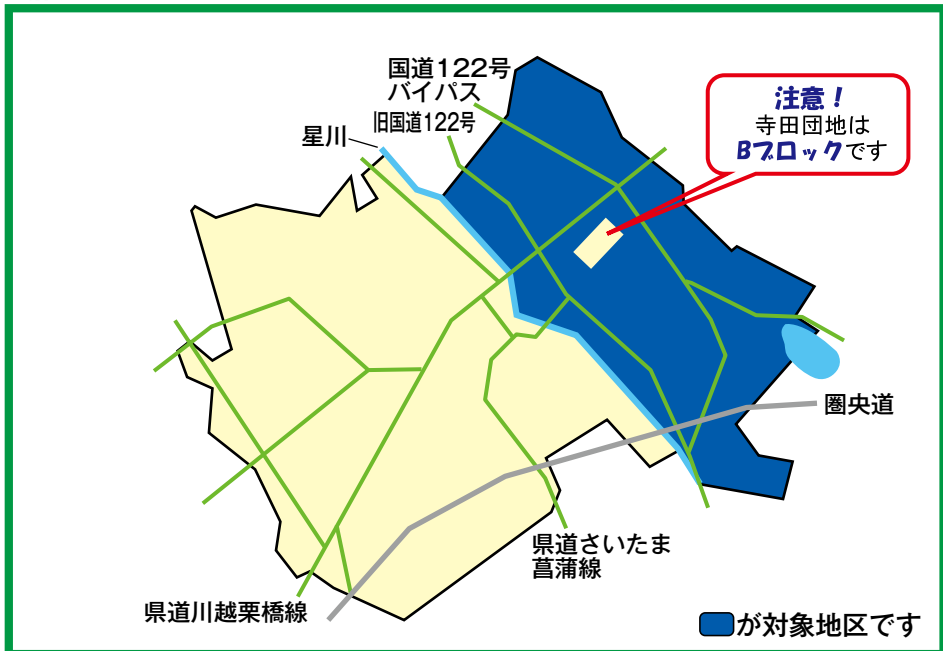 国道122号
バイパス
旧国道122号
星川
注意！
寺田団地は
Bブロックです
圏央道
県道さいたま
菖蒲線
県道川越栗橋線
が対象地区です